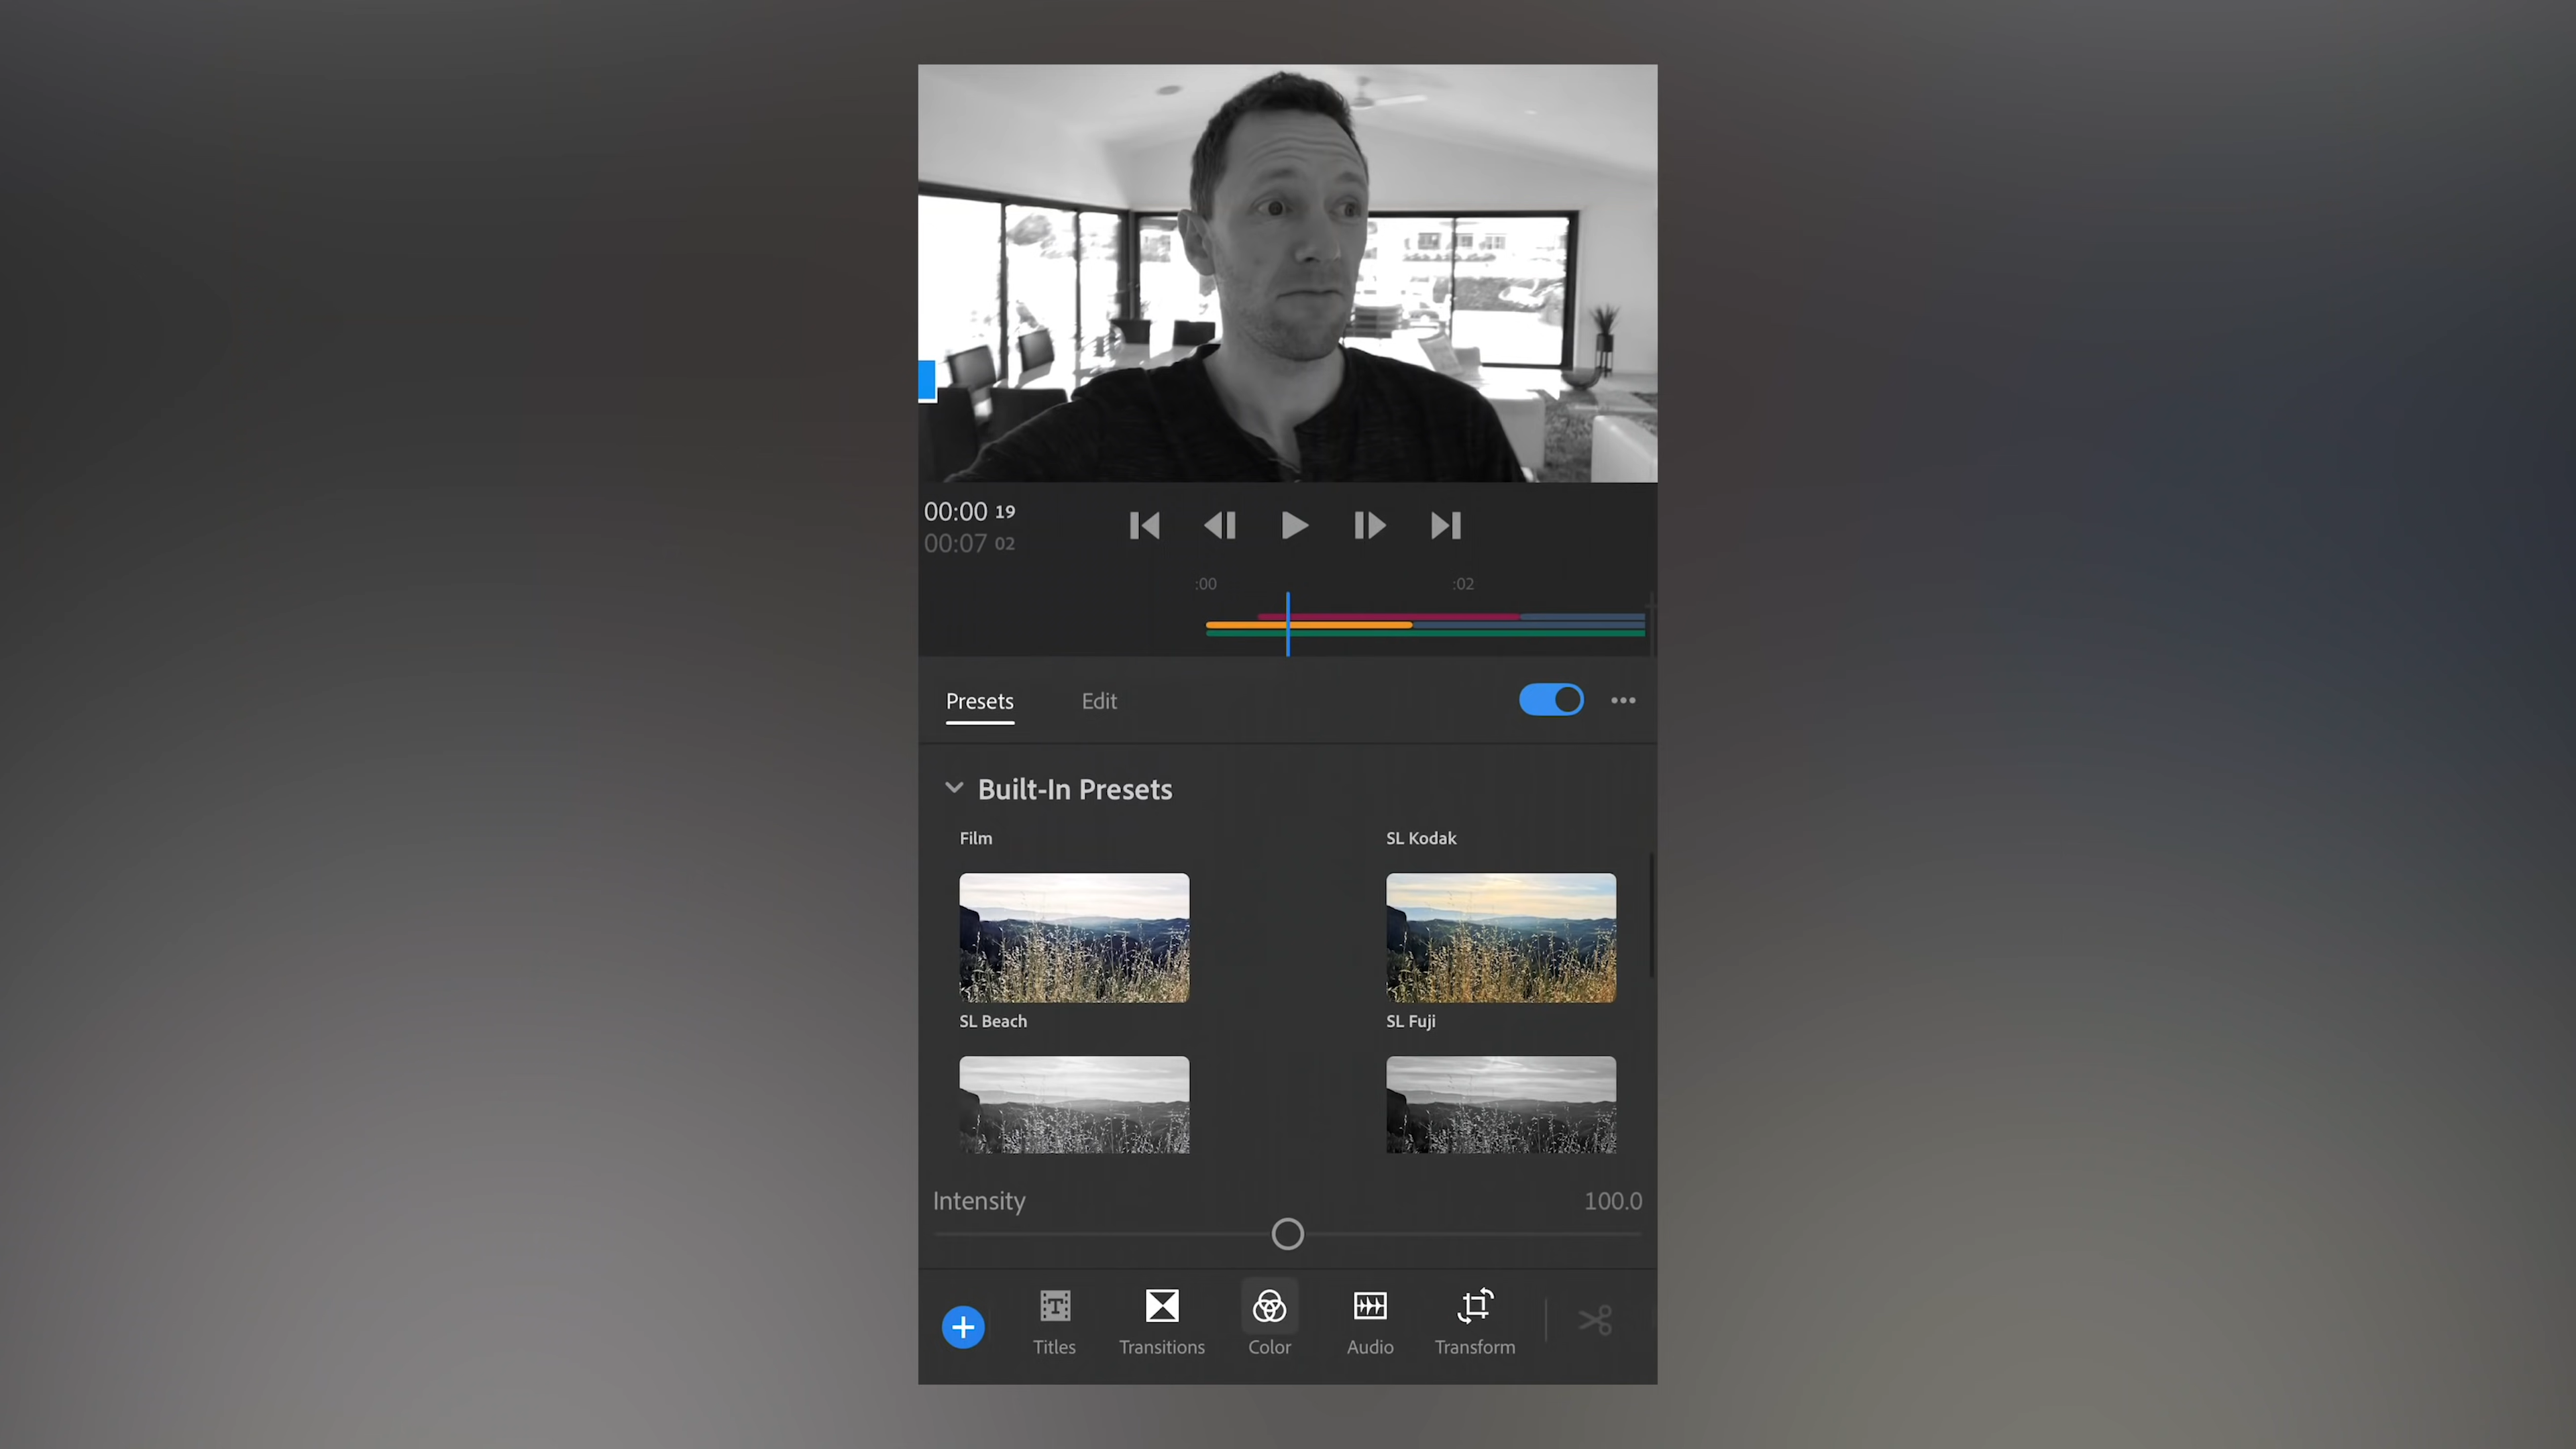 00:00 19
00:07 02
:00 :02
Presets Edit
Built-In Presets
Film SL Kodak
SL Beach SL Fuji
Intensity 100.0
Titles Transitions Color Audio Transform